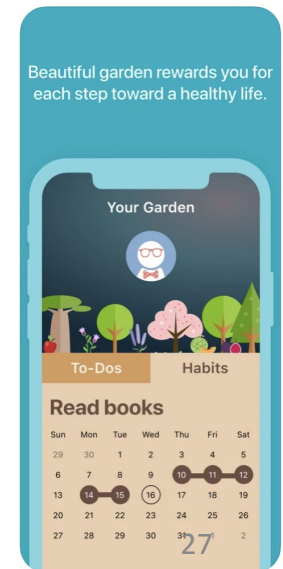 Beautiful garden rewards you for
each step toward a healthy life.
Your Garden
To-Dos Habits
Read books
Sun Mon Tue Wed Thu Fri Sat
29 30 1 2 3 4 5
6 7 8 9 10 11 12
13 14 15 16 17 18 19
20 21 22 23 24 25 26
27 28 29 30 31 1 2
27